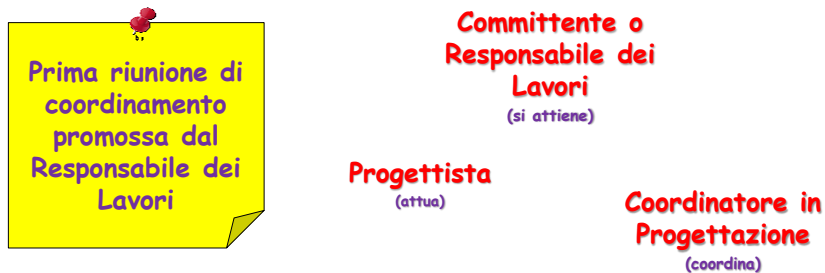 Prima riunione di
coordinamento
promossa dal
Responsabile dei
Lavori
Committente o
Responsabile dei
Lavori
(si attiene)
Progettista
(attua)
Coordinatore in
Progettazione
(coordina)